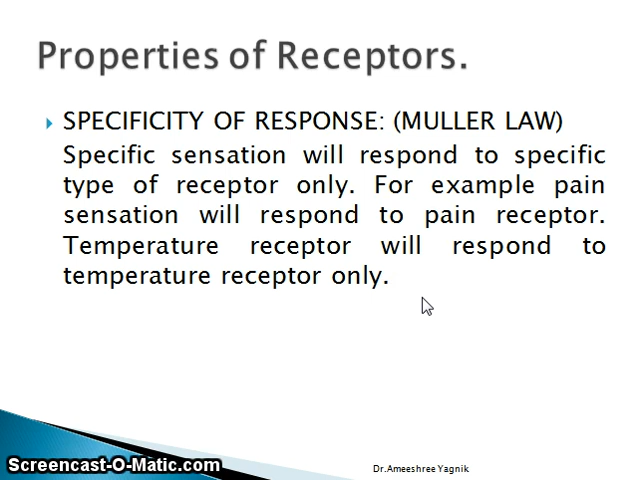 Properties of Receptors.
SPECIFICITY OF RESPONSE: (MULLER LAW)
Specific sensation will respond to specific
type of receptor only. For example pain
sensation will respond to pain receptor.
Temperature receptor will respond to
temperature receptor only.
Screencast-O-Matic.com
Dr.Ameeshree Yagnik